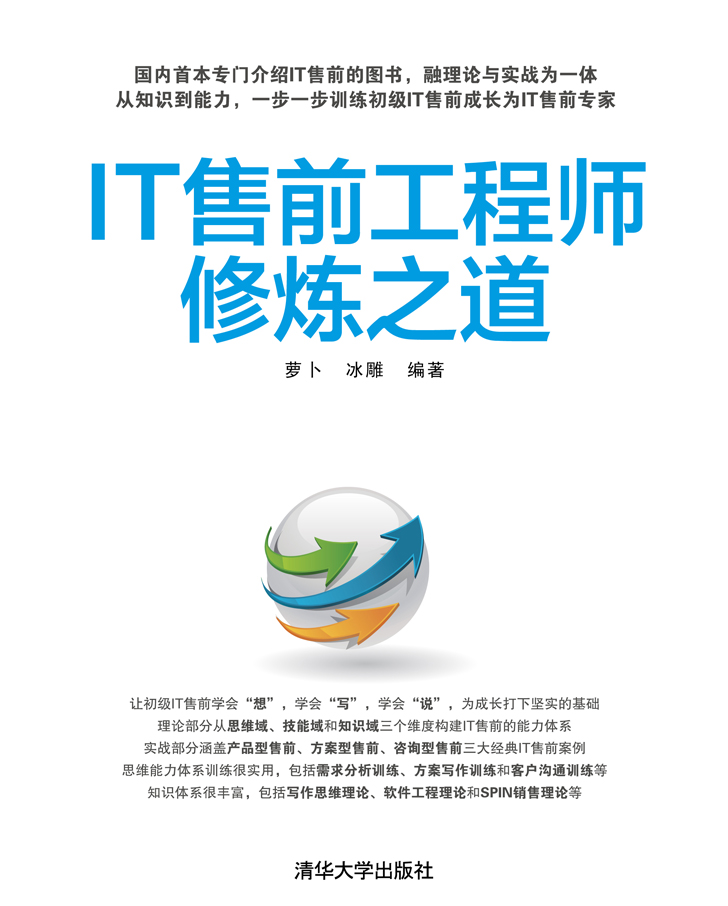 国内首本专门介绍IT售前的图书，融理论与实战为一体
从知识到能力，一步一步训练初级IT售前成长为IT售前专家
IT售前工程师
修炼之道
萝卜 冰雕 编著
让初级IT售前学会“想”，学会“写”，学会“说”，为成长打下坚实的基础
理论部分从思维域、技能域和知识域三个维度构建IT售前的能力体系
实战部分涵盖产品型售前、方案型售前、咨询型售前三大经典IT售前案例
思维能力体系训练很实用，包括需求分析训练、方案写作训练和客户沟通训练等
知识体系很丰富，包括写作思维理论、软件工程理论和SPIN销售理论等
清华大学出版社